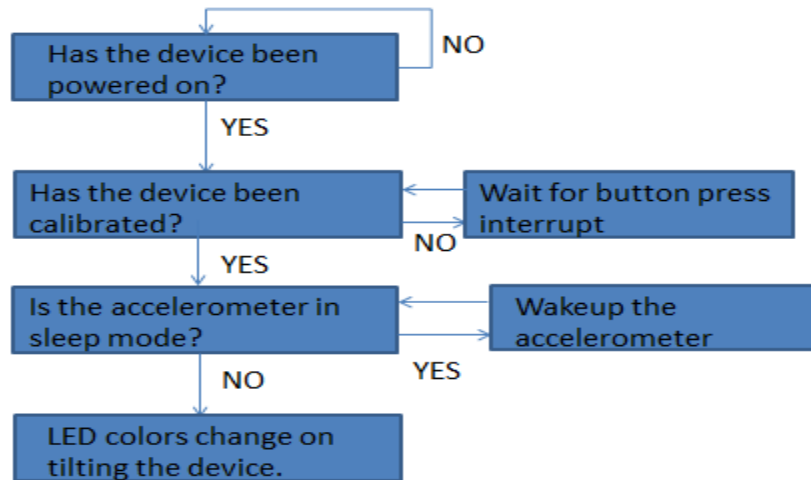 Has the device been
powered on?
NO
YES
Has the device been
calibrated?
Wait for button press
interrupt
NO
YES
Is the accelerometer in
sleep mode?
Wakeup the
accelerometer
YES
NO
LED colors change on
tilting the device.